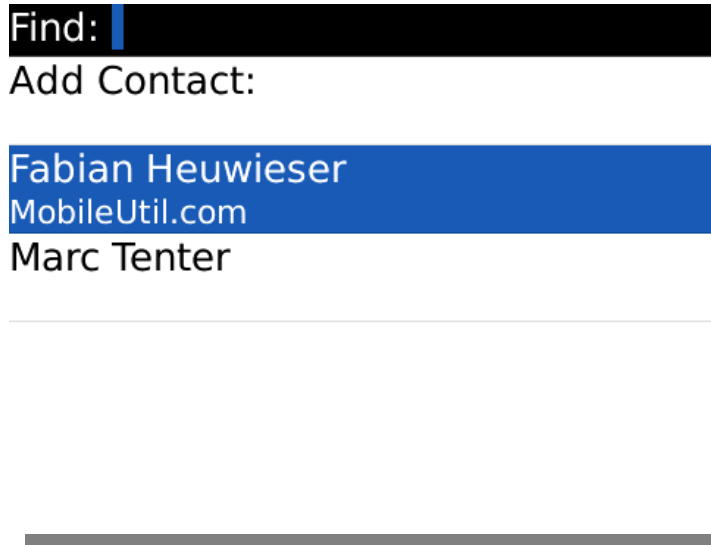 Find:
Add Contact:
Fabian Heuwieser
MobileUtil.com
Marc Tenter